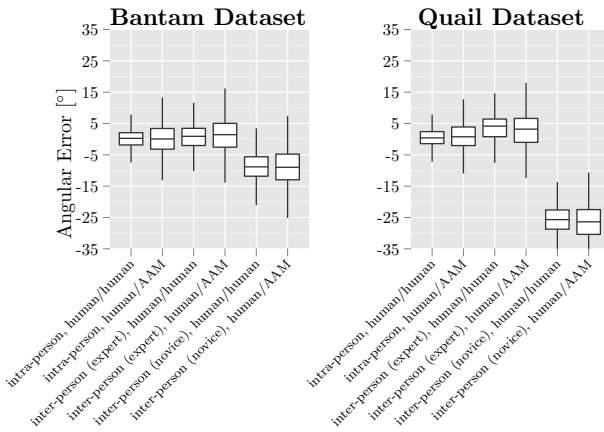 Bantam Dataset
Quail Dataset
Angular Error [°]
35
25
15
5
-5
-15
-25
-35
intra-person, human/human
intra-person, human/AAM
inter-person (expert), human/human
inter-person (expert), human/AAM
inter-person (novice), human/human
inter-person (novice), human/AAM
35
25
15
5
-5
-15
-25
-35
intra-person, human/human
intra-person, human/AAM
inter-person (expert), human/human
inter-person (expert), human/AAM
inter-person (novice), human/human
inter-person (novice), human/AAM